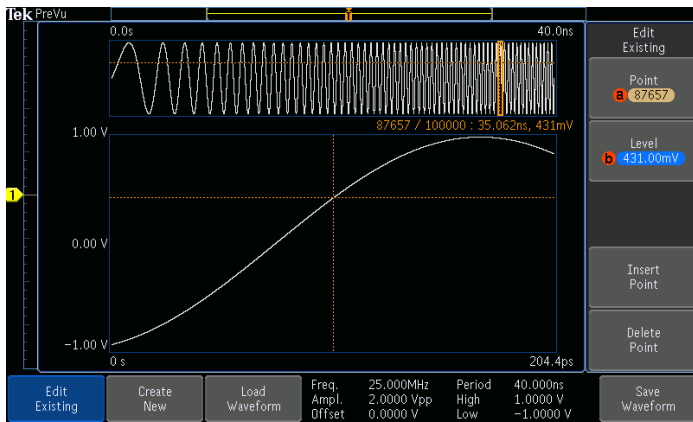 Tek PreVu
T
0.0s 40.0ns
87657 / 100000 : 35.062ns, 431mV
1.00 V
1
0.00 V
-1.00 V
0 s 204.4ps
Edit
Existing
Point
a 87657
Level
b 431.00mV
Insert
Point
Delete
Point
Edit
Existing
Create
New
Load
Waveform
Freq. 25.000MHz Period 40.000ns
Ampl. 2.0000 Vpp High 1.0000 V
Offset 0.0000 V Low -1.0000 V
Save
Waveform